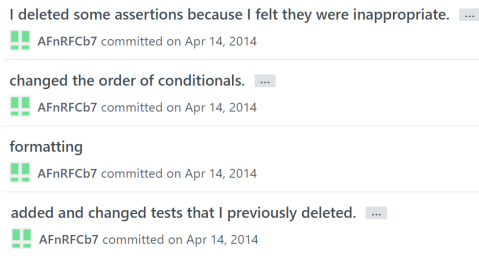 I deleted some assertions because I felt they were inappropriate. ...
AFnRFCb7 committed on Apr 14, 2014
changed the order of conditionals. ...
AFnRFCb7 committed on Apr 14, 2014
formatting
AFnRFCb7 committed on Apr 14, 2014
added and changed tests that I previously deleted. ...
AFnRFCb7 committed on Apr 14, 2014